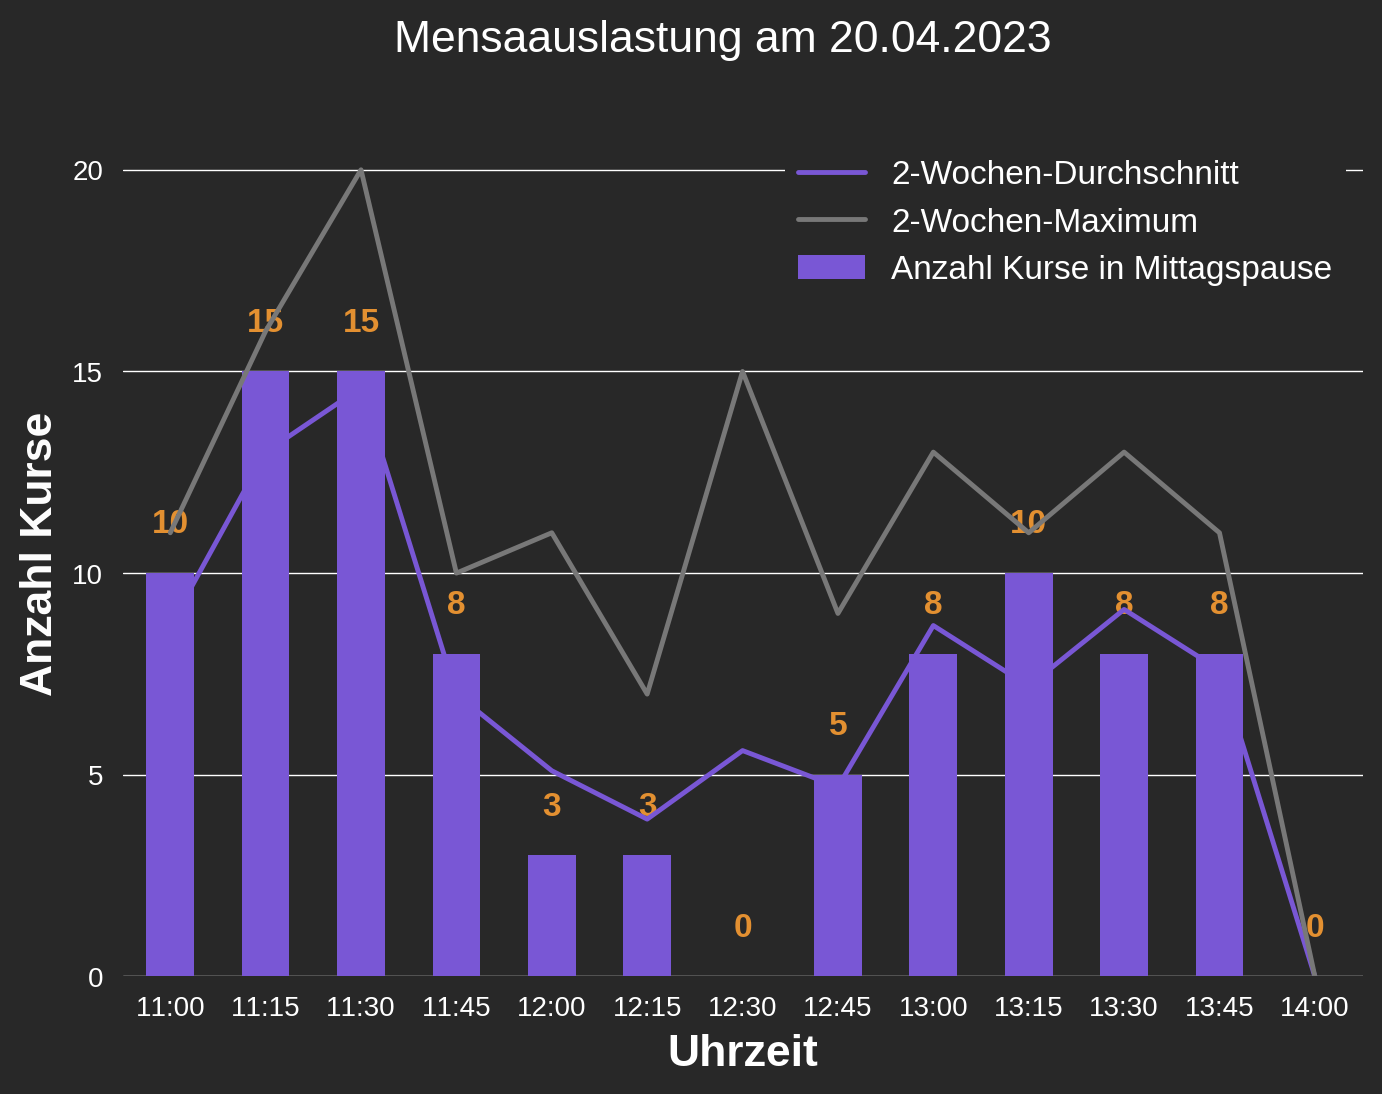 Mensaauslastung am 20.04.2023
2-Wochen-Durchschnitt
2-Wochen-Maximum
Anzahl Kurse in Mittagspause
Anzahl Kurse
20
15
10
5
0
10
15
15
8
3
3
0
5
8
10
8
8
0
11:00 11:15 11:30 11:45 12:00 12:15 12:30 12:45 13:00 13:15 13:30 13:45 14:00
Uhrzeit